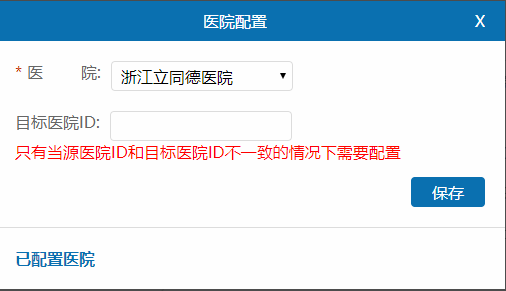 医院配置 X
* 医 院: 浙江立同德医院
目标医院ID:
只有当源医院ID和目标医院ID不一致的情况下需要配置
保存
已配置医院